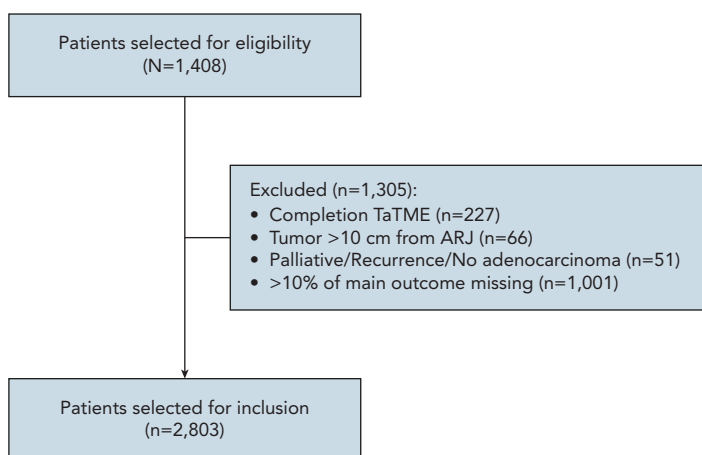 Patients selected for eligibility
(N=1,408)
Excluded (n=1,305):
• Completion TaTME (n=227)
• Tumor >10 cm from ARJ (n=66)
• Palliative/Recurrence/No adenocarcinoma (n=51)
• >10% of main outcome missing (n=1,001)
Patients selected for inclusion
(n=2,803)